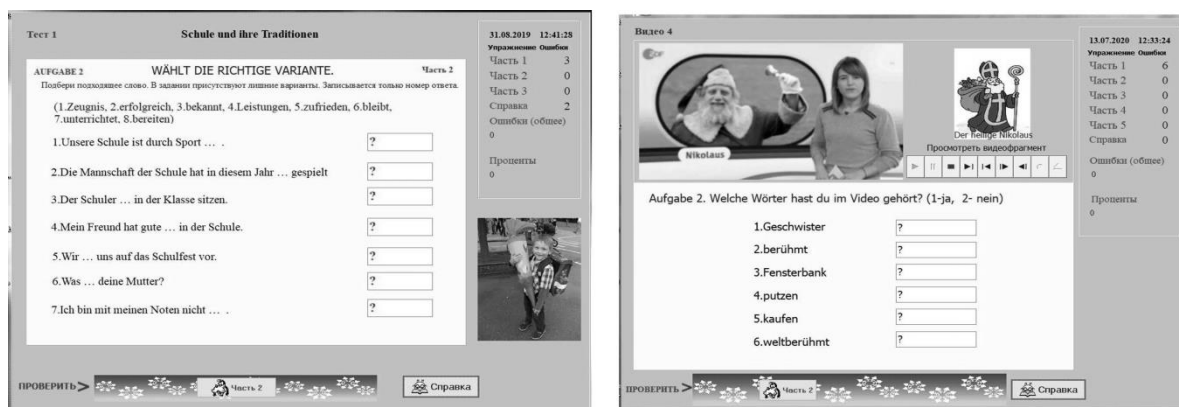 Тест 1
Schule und ihre Traditionen
31.08.2019 12:41:28
Упражнение Ошибки
Часть 1 3
Часть 2 0
Часть 3 0
Справка 2
Ошибки (общее)
0
Проценты
0
AUFGABE 2 WÄHLT DIE RICHTIGE VARIANTE. Часть 2
Подбери подходящее слово. В задании присутствуют лишние варианты. Записывается только номер ответа.
(1.Zeugnis, 2.erfolgreich, 3.bekannt, 4.Leistungen, 5.zufrieden, 6.bleibt,
7.unterrichtet, 8.bereiten)
1.Unsere Schule ist durch Sport … . ?
2.Die Mannschaft der Schule hat in diesem Jahr … gespielt ?
3.Der Schuler … in der Klasse sitzen. ?
4.Mein Freund hat gute … in der Schule. ?
5.Wir … uns auf das Schulfest vor. ?
6.Was … deine Mutter? ?
7.Ich bin mit meinen Noten nicht … . ?
ПРОВЕРИТЬ> Часть 2 Справка
Видео 4
13.07.2020 12:33:24
Упражнение Ошибки
Часть 1 6
Часть 2 0
Часть 3 0
Часть 4 0
Часть 5 0
Справка 0
Ошибки (общее)
0
Проценты
0
ZDF
Nikolaus
Der heilige Nikolaus
Просмотреть видеофрагмент
Aufgabe 2. Welche Wörter hast du im Video gehört? (1-ja, 2- nein)
1.Geschwister ?
2.berühmt ?
3.Fensterbank ?
4.putzen ?
5.kaufen ?
6.weltberühmt ?
ПРОВЕРИТЬ> Часть 2 Справка